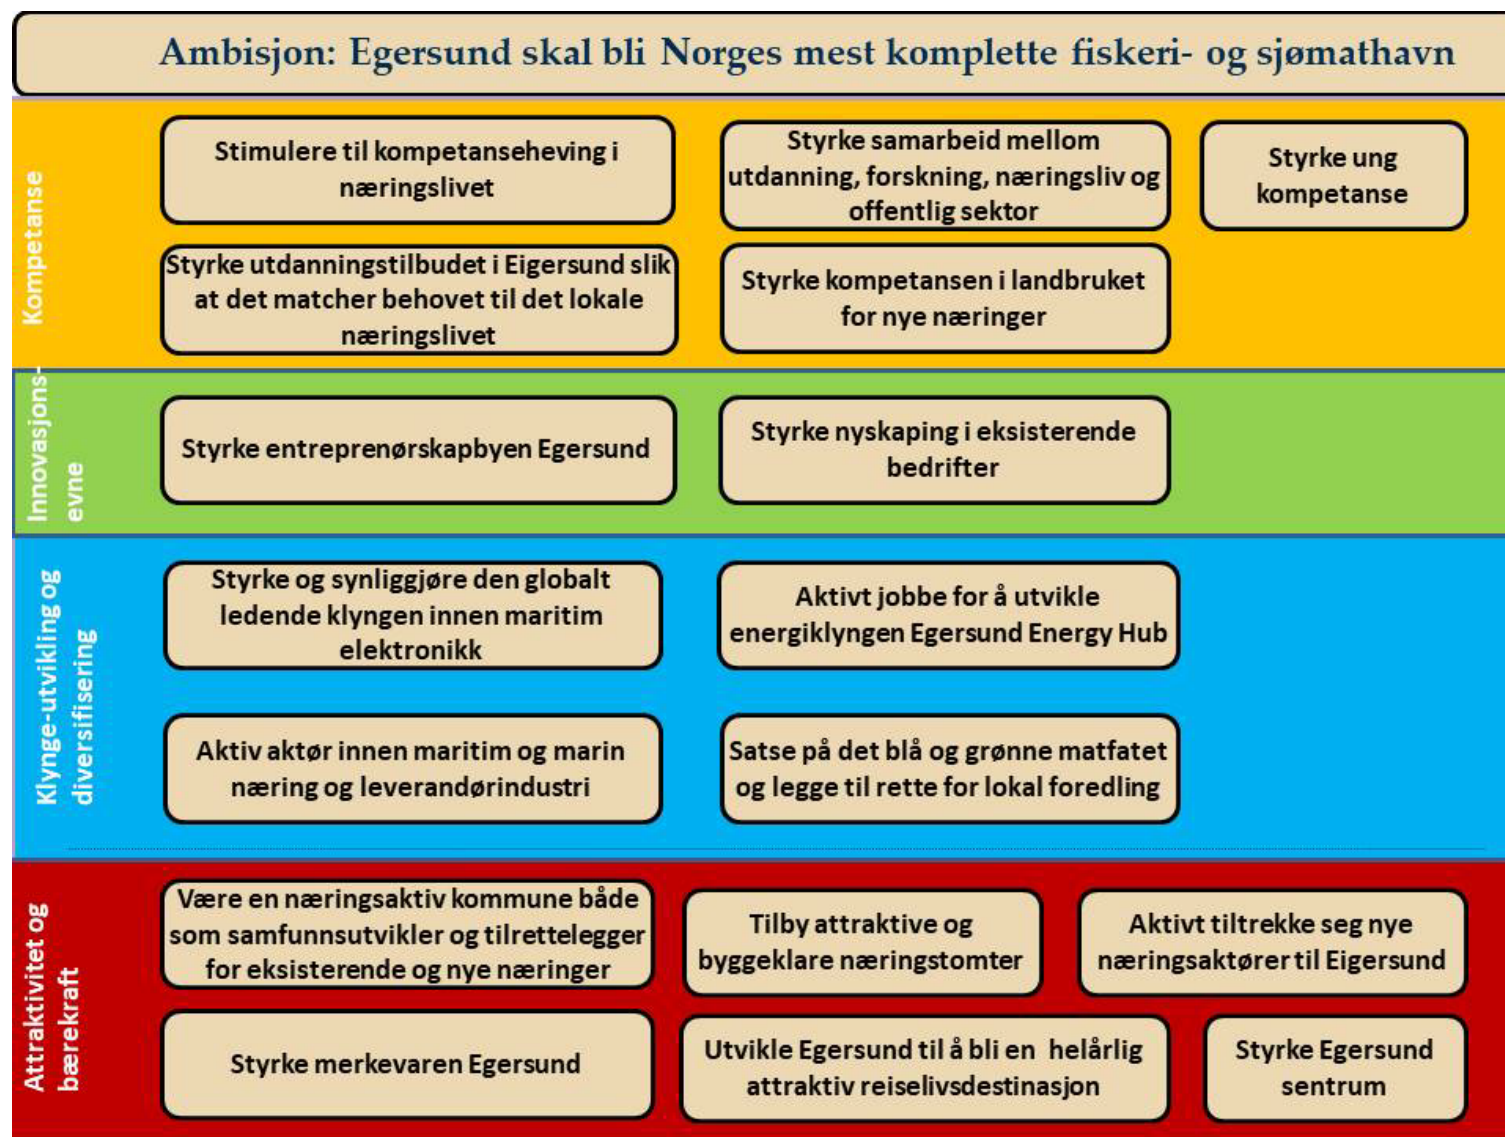 Ambisjon: Egersund skal bli Norges mest komplette fiskeri- og sjømathavn
Kompetanse
Stimulere til kompetanseheving i
næringslivet
Styrke samarbeid mellom
utdanning, forskning, næringsliv og
offentlig sektor
Styrke ung
kompetanse
Styrke utdanningstilbudet i Eigersund slik
at det matcher behovet til det lokale
næringslivet
Styrke kompetansen i landbruket
for nye næringer
Innovasjons-
evne
Styrke entreprenørskapbyen Egersund
Styrke nyskaping i eksisterende
bedrifter
Klynge-utvikling og
diversifisering
Styrke og synliggjøre den globalt
ledende klyngen innen maritim
elektronikk
Aktivt jobbe for å utvikle
energiklyngen Egersund Energy Hub
Aktiv aktør innen maritim og marin
næring og leverandørindustri
Satse på det blå og grønne matfatet
og legge til rette for lokal foredling
Attraktivitet og
bærekraft
Være en næringsaktiv kommune både
som samfunnsutvikler og tilrettelegger
for eksisterende og nye næringer
Tilby attraktive og
byggeklare næringstomter
Aktivt tiltrekke seg nye
næringsaktører til Eigersund
Styrke merkevaren Egersund
Utvikle Egersund til å bli en helårlig
attraktiv reiselivsdestinasjon
Styrke Egersund
sentrum